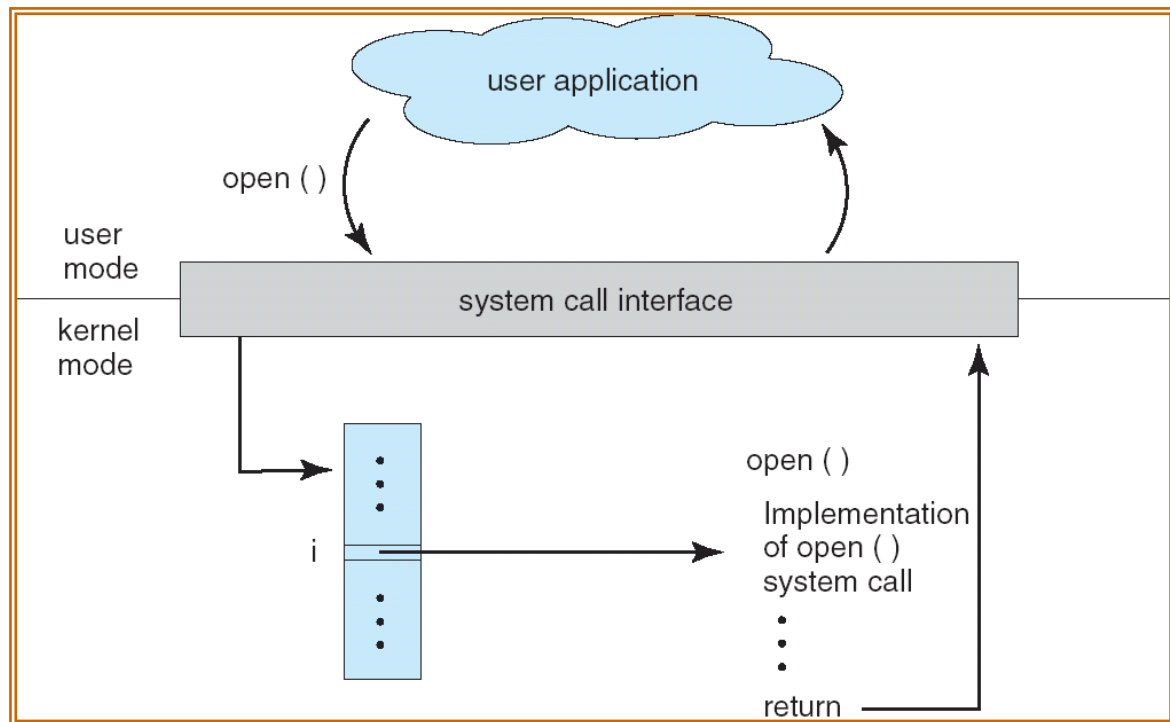 user application
open ( )
user
mode
system call interface
kernel
mode
open ( )
Implementation
of open ( )
system call
i
return